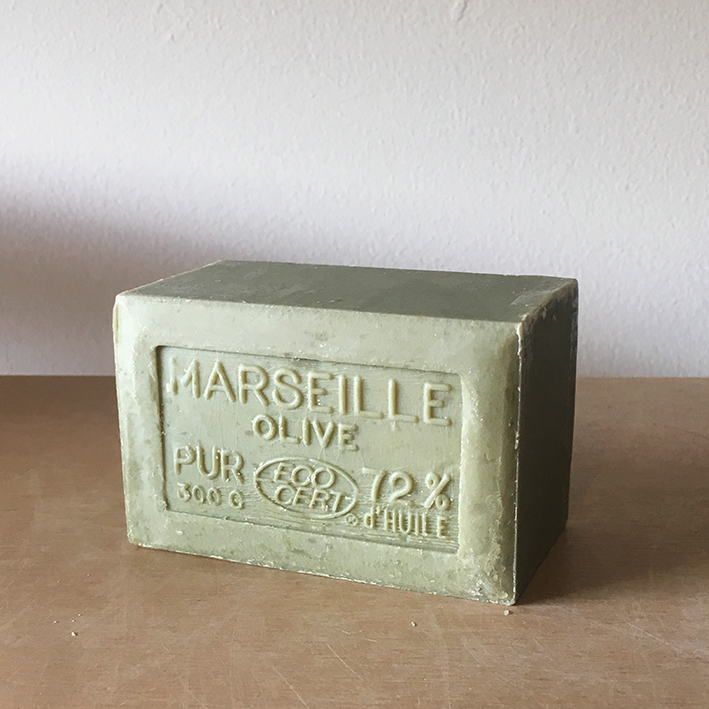 MARSEILLE
OLIVE
PUR ECO 72 %
300 G CERT ® d'HUILE